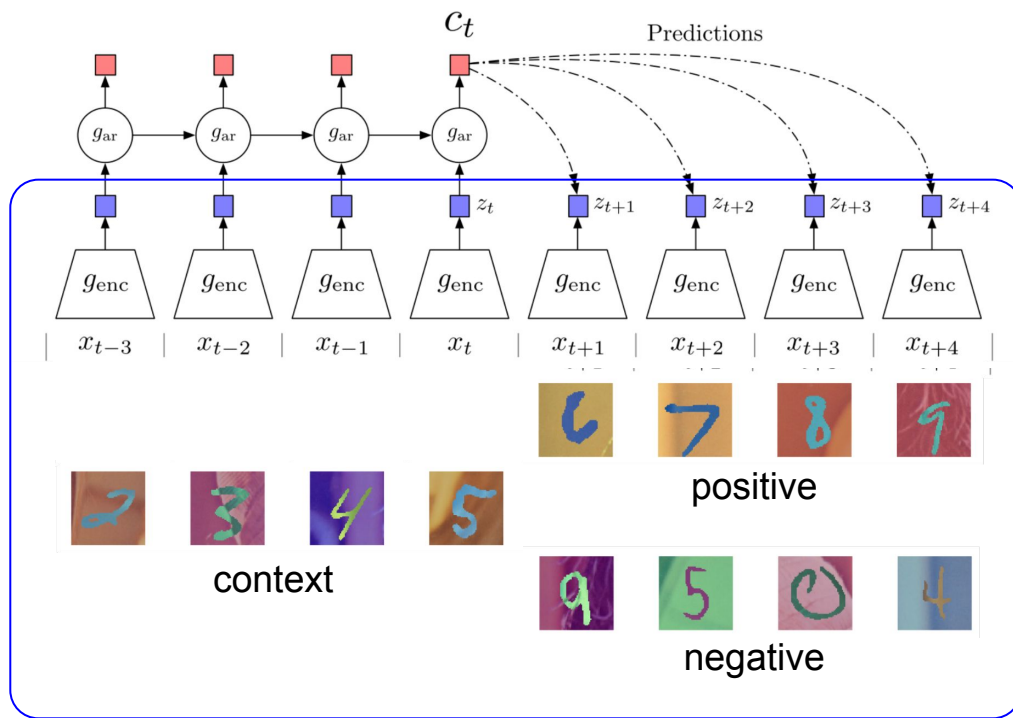 c_t
Predictions
g_ar g_ar g_ar g_ar
z_t z_{t+1} z_{t+2} z_{t+3} z_{t+4}
g_enc g_enc g_enc g_enc g_enc g_enc g_enc g_enc
| x_{t-3} | x_{t-2} | x_{t-1} | x_t | x_{t+1} | x_{t+2} | x_{t+3} | x_{t+4} |
6 7 8 9
positive
2 3 4 5
context
9 5 0 4
negative